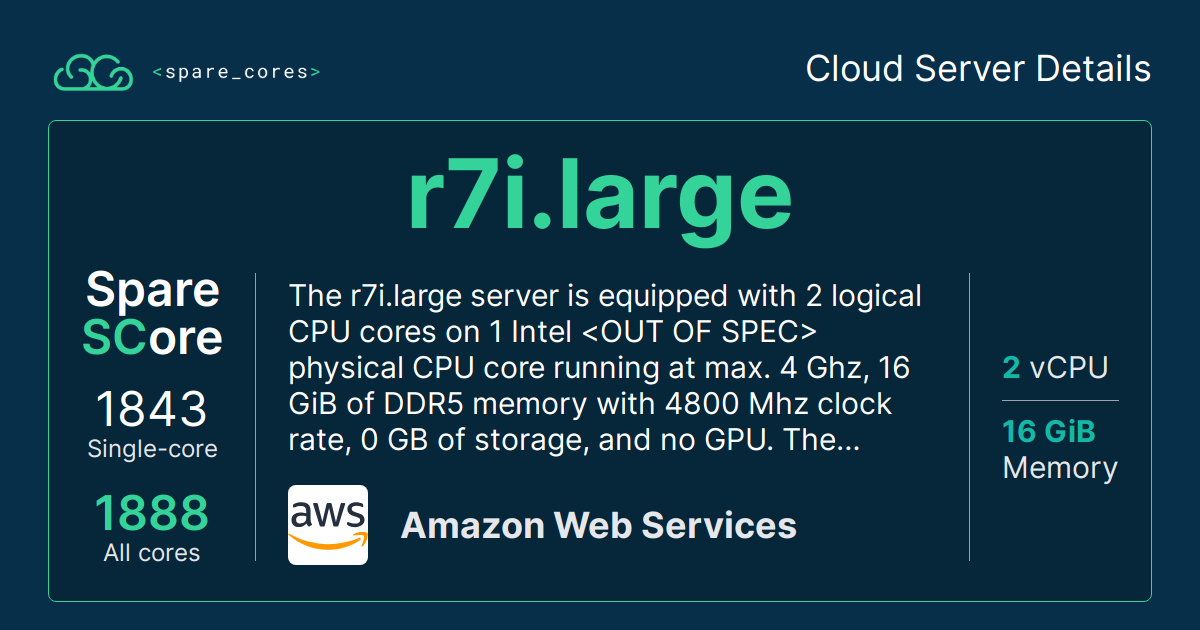 <spare_cores>
Cloud Server Details
r7i.large
Spare
SCore
1843
Single-core
1888
All cores
The r7i.large server is equipped with 2 logical
CPU cores on 1 Intel <OUT OF SPEC>
physical CPU core running at max. 4 Ghz, 16
GiB of DDR5 memory with 4800 Mhz clock
rate, 0 GB of storage, and no GPU. The...
aws
Amazon Web Services
2 vCPU
16 GiB
Memory